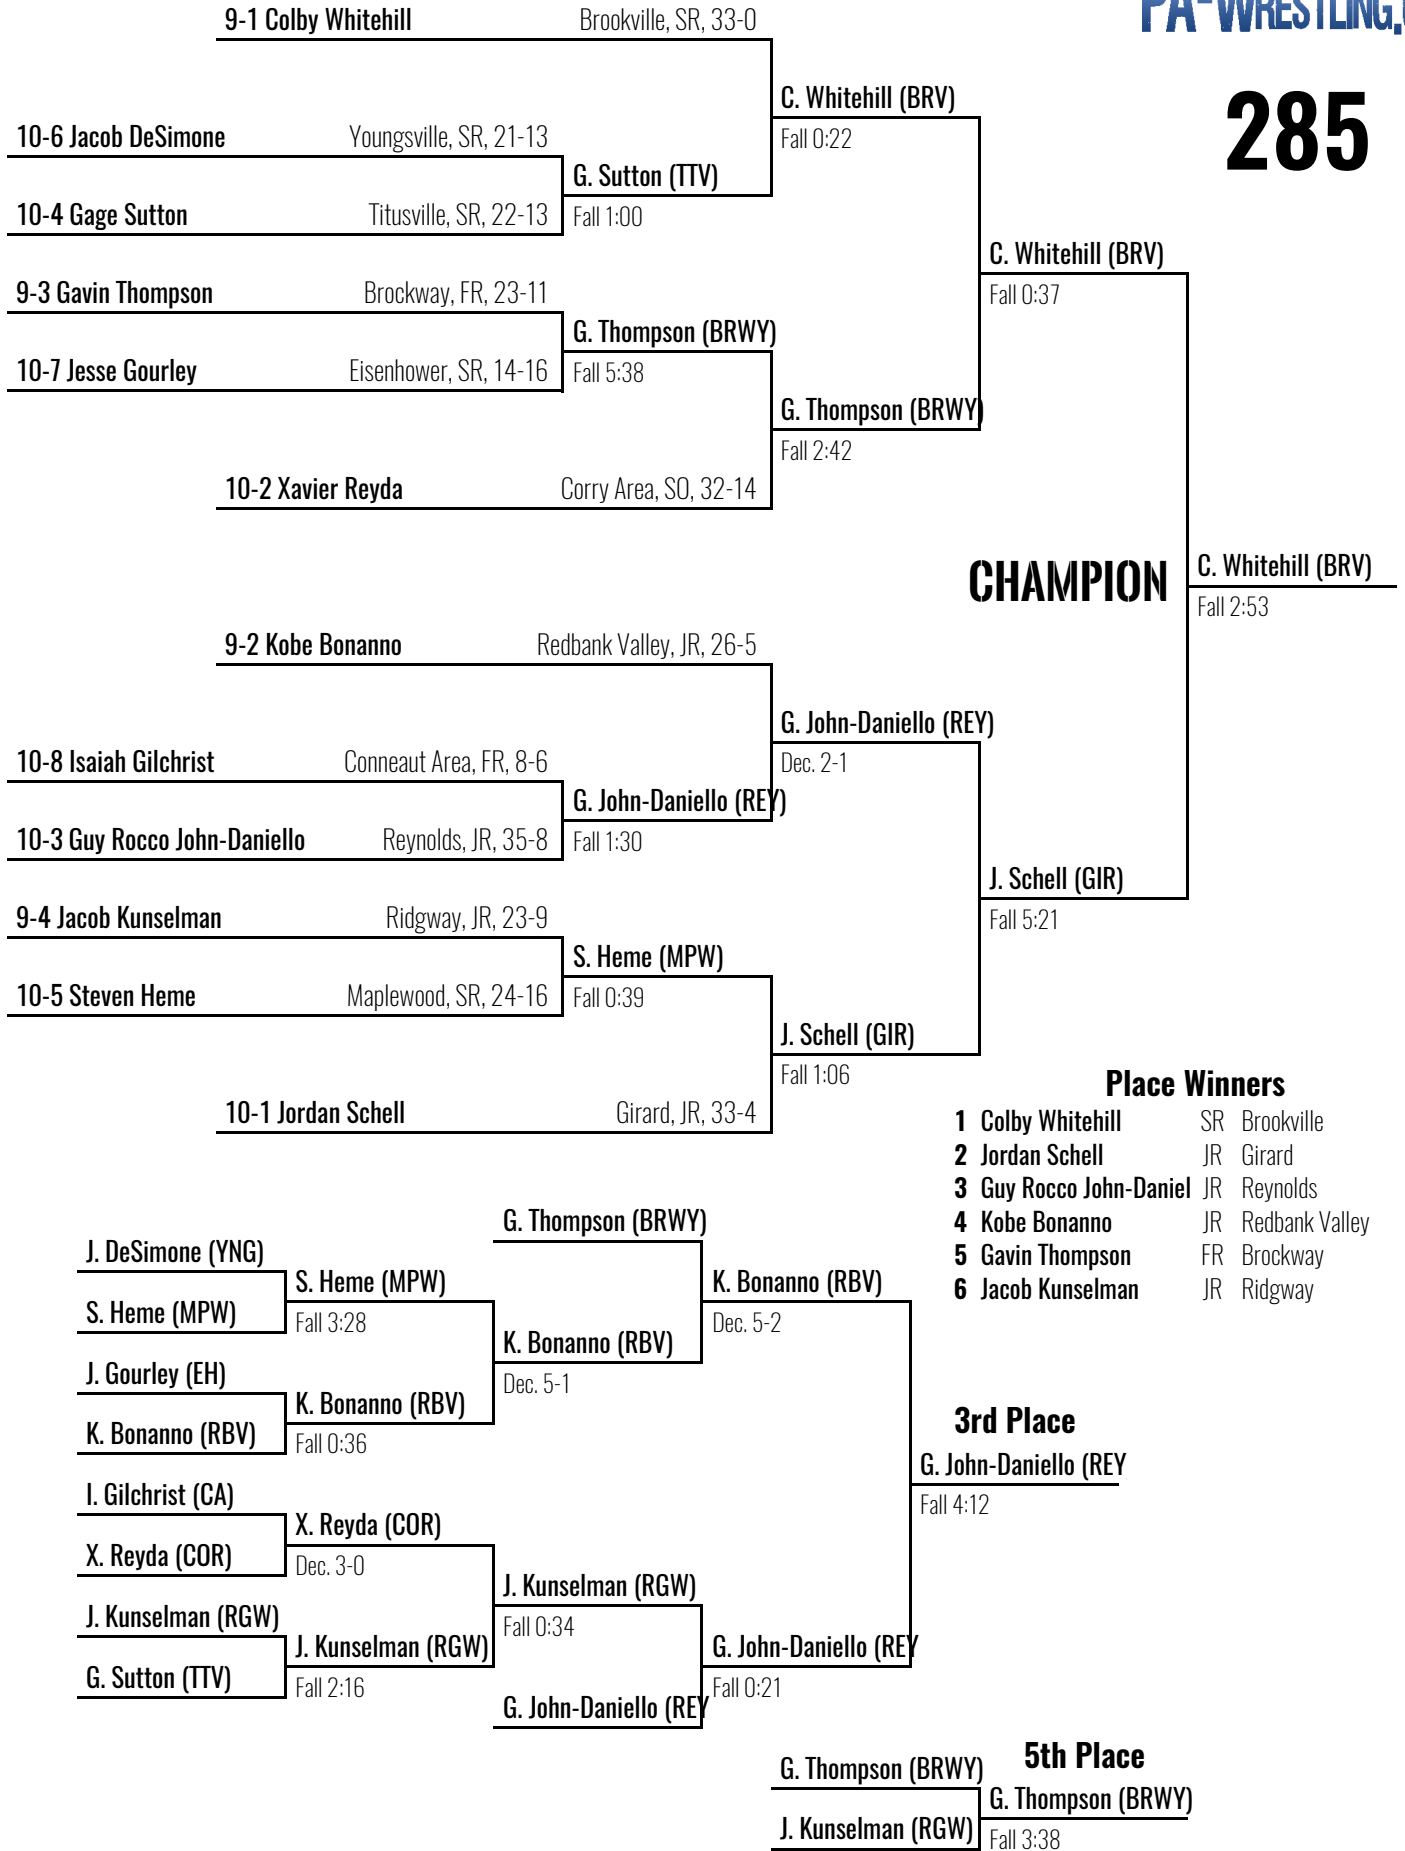 PA-WRESTLING.
285
9-1 Colby Whitehill Brookville, SR, 33-0
C. Whitehill (BRV)
Fall 0:22
10-6 Jacob DeSimone Youngsville, SR, 21-13
G. Sutton (TTV)
Fall 1:00
10-4 Gage Sutton Titusville, SR, 22-13
C. Whitehill (BRV)
Fall 0:37
9-3 Gavin Thompson Brockway, FR, 23-11
G. Thompson (BRWY)
Fall 5:38
10-7 Jesse Gourley Eisenhower, SR, 14-16
G. Thompson (BRWY)
Fall 2:42
10-2 Xavier Reyda Corry Area, SO, 32-14
CHAMPION
C. Whitehill (BRV)
Fall 2:53
9-2 Kobe Bonanno Redbank Valley, JR, 26-5
G. John-Daniello (REY)
Dec. 2-1
10-8 Isaiah Gilchrist Conneaut Area, FR, 8-6
G. John-Daniello (REY)
Fall 1:30
10-3 Guy Rocco John-Daniello Reynolds, JR, 35-8
J. Schell (GIR)
Fall 5:21
9-4 Jacob Kunselman Ridgway, JR, 23-9
S. Heme (MPW)
Fall 0:39
10-5 Steven Heme Maplewood, SR, 24-16
J. Schell (GIR)
Fall 1:06
10-1 Jordan Schell Girard, JR, 33-4
Place Winners
1 Colby Whitehill SR Brookville
2 Jordan Schell JR Girard
3 Guy Rocco John-Daniel JR Reynolds
4 Kobe Bonanno JR Redbank Valley
5 Gavin Thompson FR Brockway
6 Jacob Kunselman JR Ridgway
G. Thompson (BRWY)
J. DeSimone (YNG)
S. Heme (MPW)
Fall 3:28
S. Heme (MPW)
K. Bonanno (RBV)
Dec. 5-2
K. Bonanno (RBV)
Dec. 5-1
J. Gourley (EH)
K. Bonanno (RBV)
Fall 0:36
K. Bonanno (RBV)
3rd Place
G. John-Daniello (REY
Fall 4:12
I. Gilchrist (CA)
X. Reyda (COR)
Dec. 3-0
X. Reyda (COR)
J. Kunselman (RGW)
Fall 0:34
J. Kunselman (RGW)
J. Kunselman (RGW)
Fall 2:16
G. Sutton (TTV)
G. John-Daniello (REY
Fall 0:21
G. John-Daniello (REY
5th Place
G. Thompson (BRWY)
G. Thompson (BRWY)
Fall 3:38
J. Kunselman (RGW)